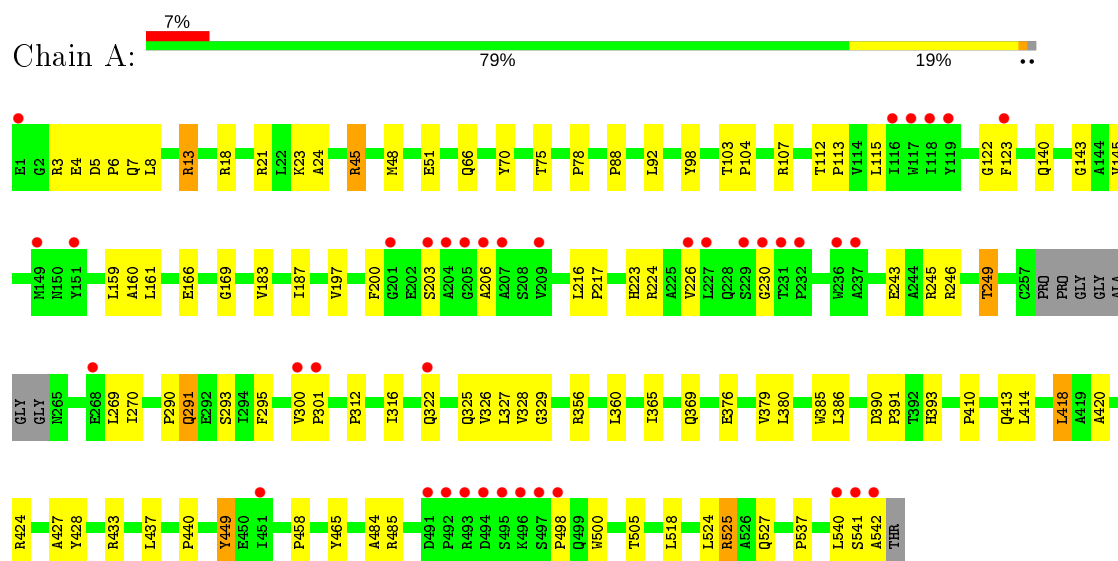 7%
Chain A:
79% 19% ••
E1 G2 R3 E4 D5 P6 Q7 L8 R13 R18 R21 L22 K23 A24 R45 M48 E51 Q66 Y70 T75 P78 P88 L92 Y98 T103 P104 R107 T112 P113 V114 L115 I116 W117 I118 Y119 G122 F123 Q140 G143 A144 V145
M149 N150 Y151 L159 A160 L161 E166 G169 V183 I187 V197 F200 G201 E202 S203 A204 G205 A206 A207 S208 V209 L216 P217 H223 R224 A225 V226 L227 Q228 S229 G230 T231 P232 W236 A237 E243 A244 R245 R246 T249 C257 PRO PRO GLY GLY ALA
GLY GLY N265 E268 L269 I270 P290 Q291 E292 S293 I294 F295 V300 P301 P312 I316 Q322 Q325 V326 L327 V328 G329 R356 L360 I365 Q369 E376 V379 L380 W385 L386 D390 P391 T392 H393 P410 Q413 L414 L418 A419 A420
R424 A427 Y428 R433 L437 P440 Y449 E450 I451 P458 Y465 A484 R485 D491 P492 R493 D494 S495 K496 S497 P498 Q499 W500 T505 L518 L524 R525 A526 Q527 P537 L540 S541 A542 THR